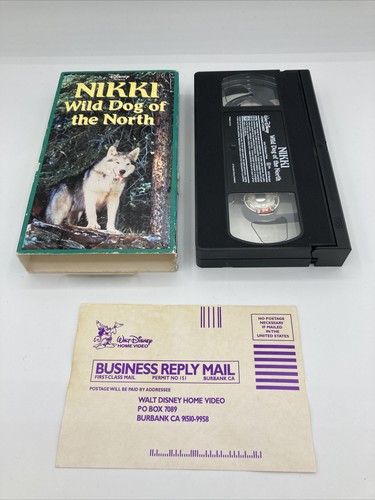 Disney
NIKKI
Wild Dog of
the North
Walt Disney
NIKKI
Wild Dog of the North
Walt Disney
HOME VIDEO
NO POSTAGE
NECESSARY
IF MAILED
IN THE
UNITED STATES
BUSINESS REPLY MAIL
FIRST-CLASS MAIL PERMIT NO 151 BURBANK CA
POSTAGE WILL BE PAID BY ADDRESSEE
WALT DISNEY HOME VIDEO
PO BOX 7089
BURBANK CA 91510-9958